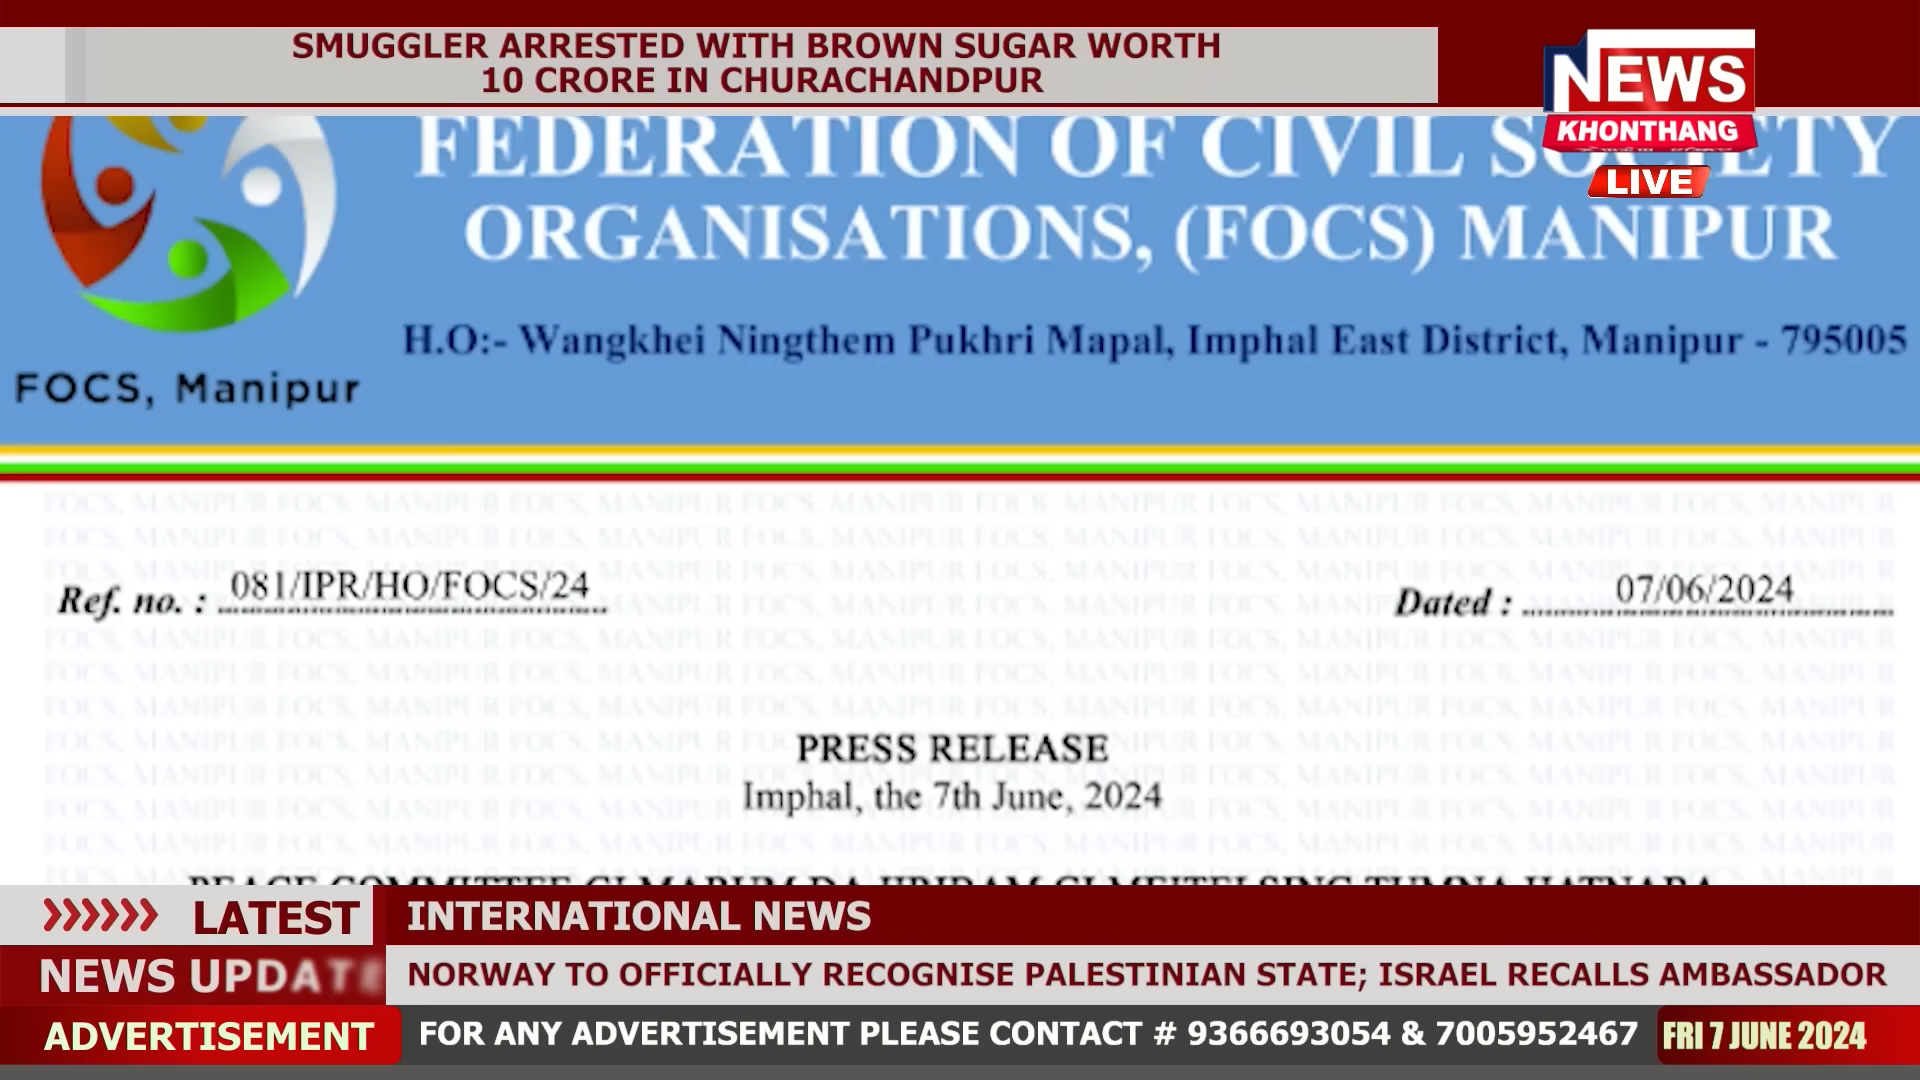 SMUGGLER ARRESTED WITH BROWN SUGAR WORTH
10 CRORE IN CHURACHANDPUR
NEWS
KHONTHANG
LIVE
FEDERATION OF CIVIL SOCIETY
ORGANISATIONS, (FOCS) MANIPUR
H.O:- Wangkhei Ningthem Pukhri Mapal, Imphal East District, Manipur - 795005
FOCS, Manipur
Ref. no. : 081/IPR/HO/FOCS/24
Dated : 07/06/2024
PRESS RELEASE
Imphal, the 7th June, 2024
LATEST
NEWS UPDATE
INTERNATIONAL NEWS
NORWAY TO OFFICIALLY RECOGNISE PALESTINIAN STATE; ISRAEL RECALLS AMBASSADOR
ADVERTISEMENT
FOR ANY ADVERTISEMENT PLEASE CONTACT # 9366693054 & 7005952467
FRI 7 JUNE 2024